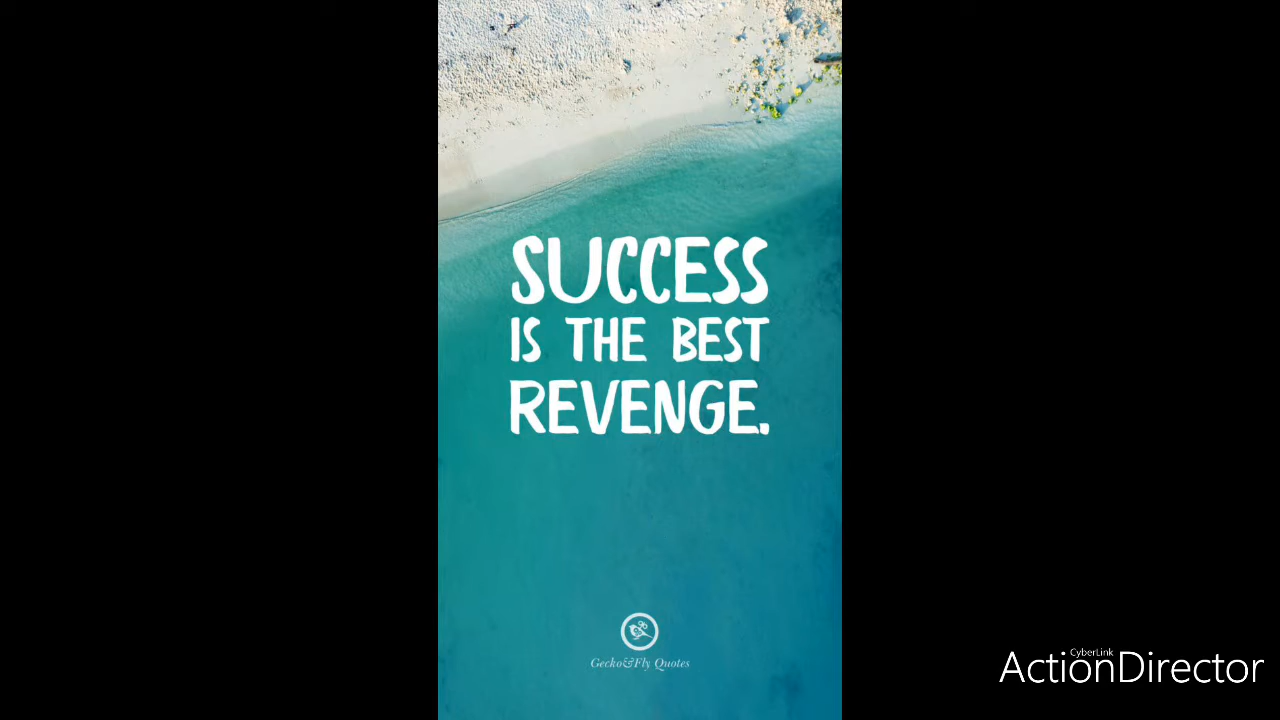 SUCCESS
IS THE BEST
REVENGE.
Gecko&Fly Quotes
CyberLink
ActionDirector